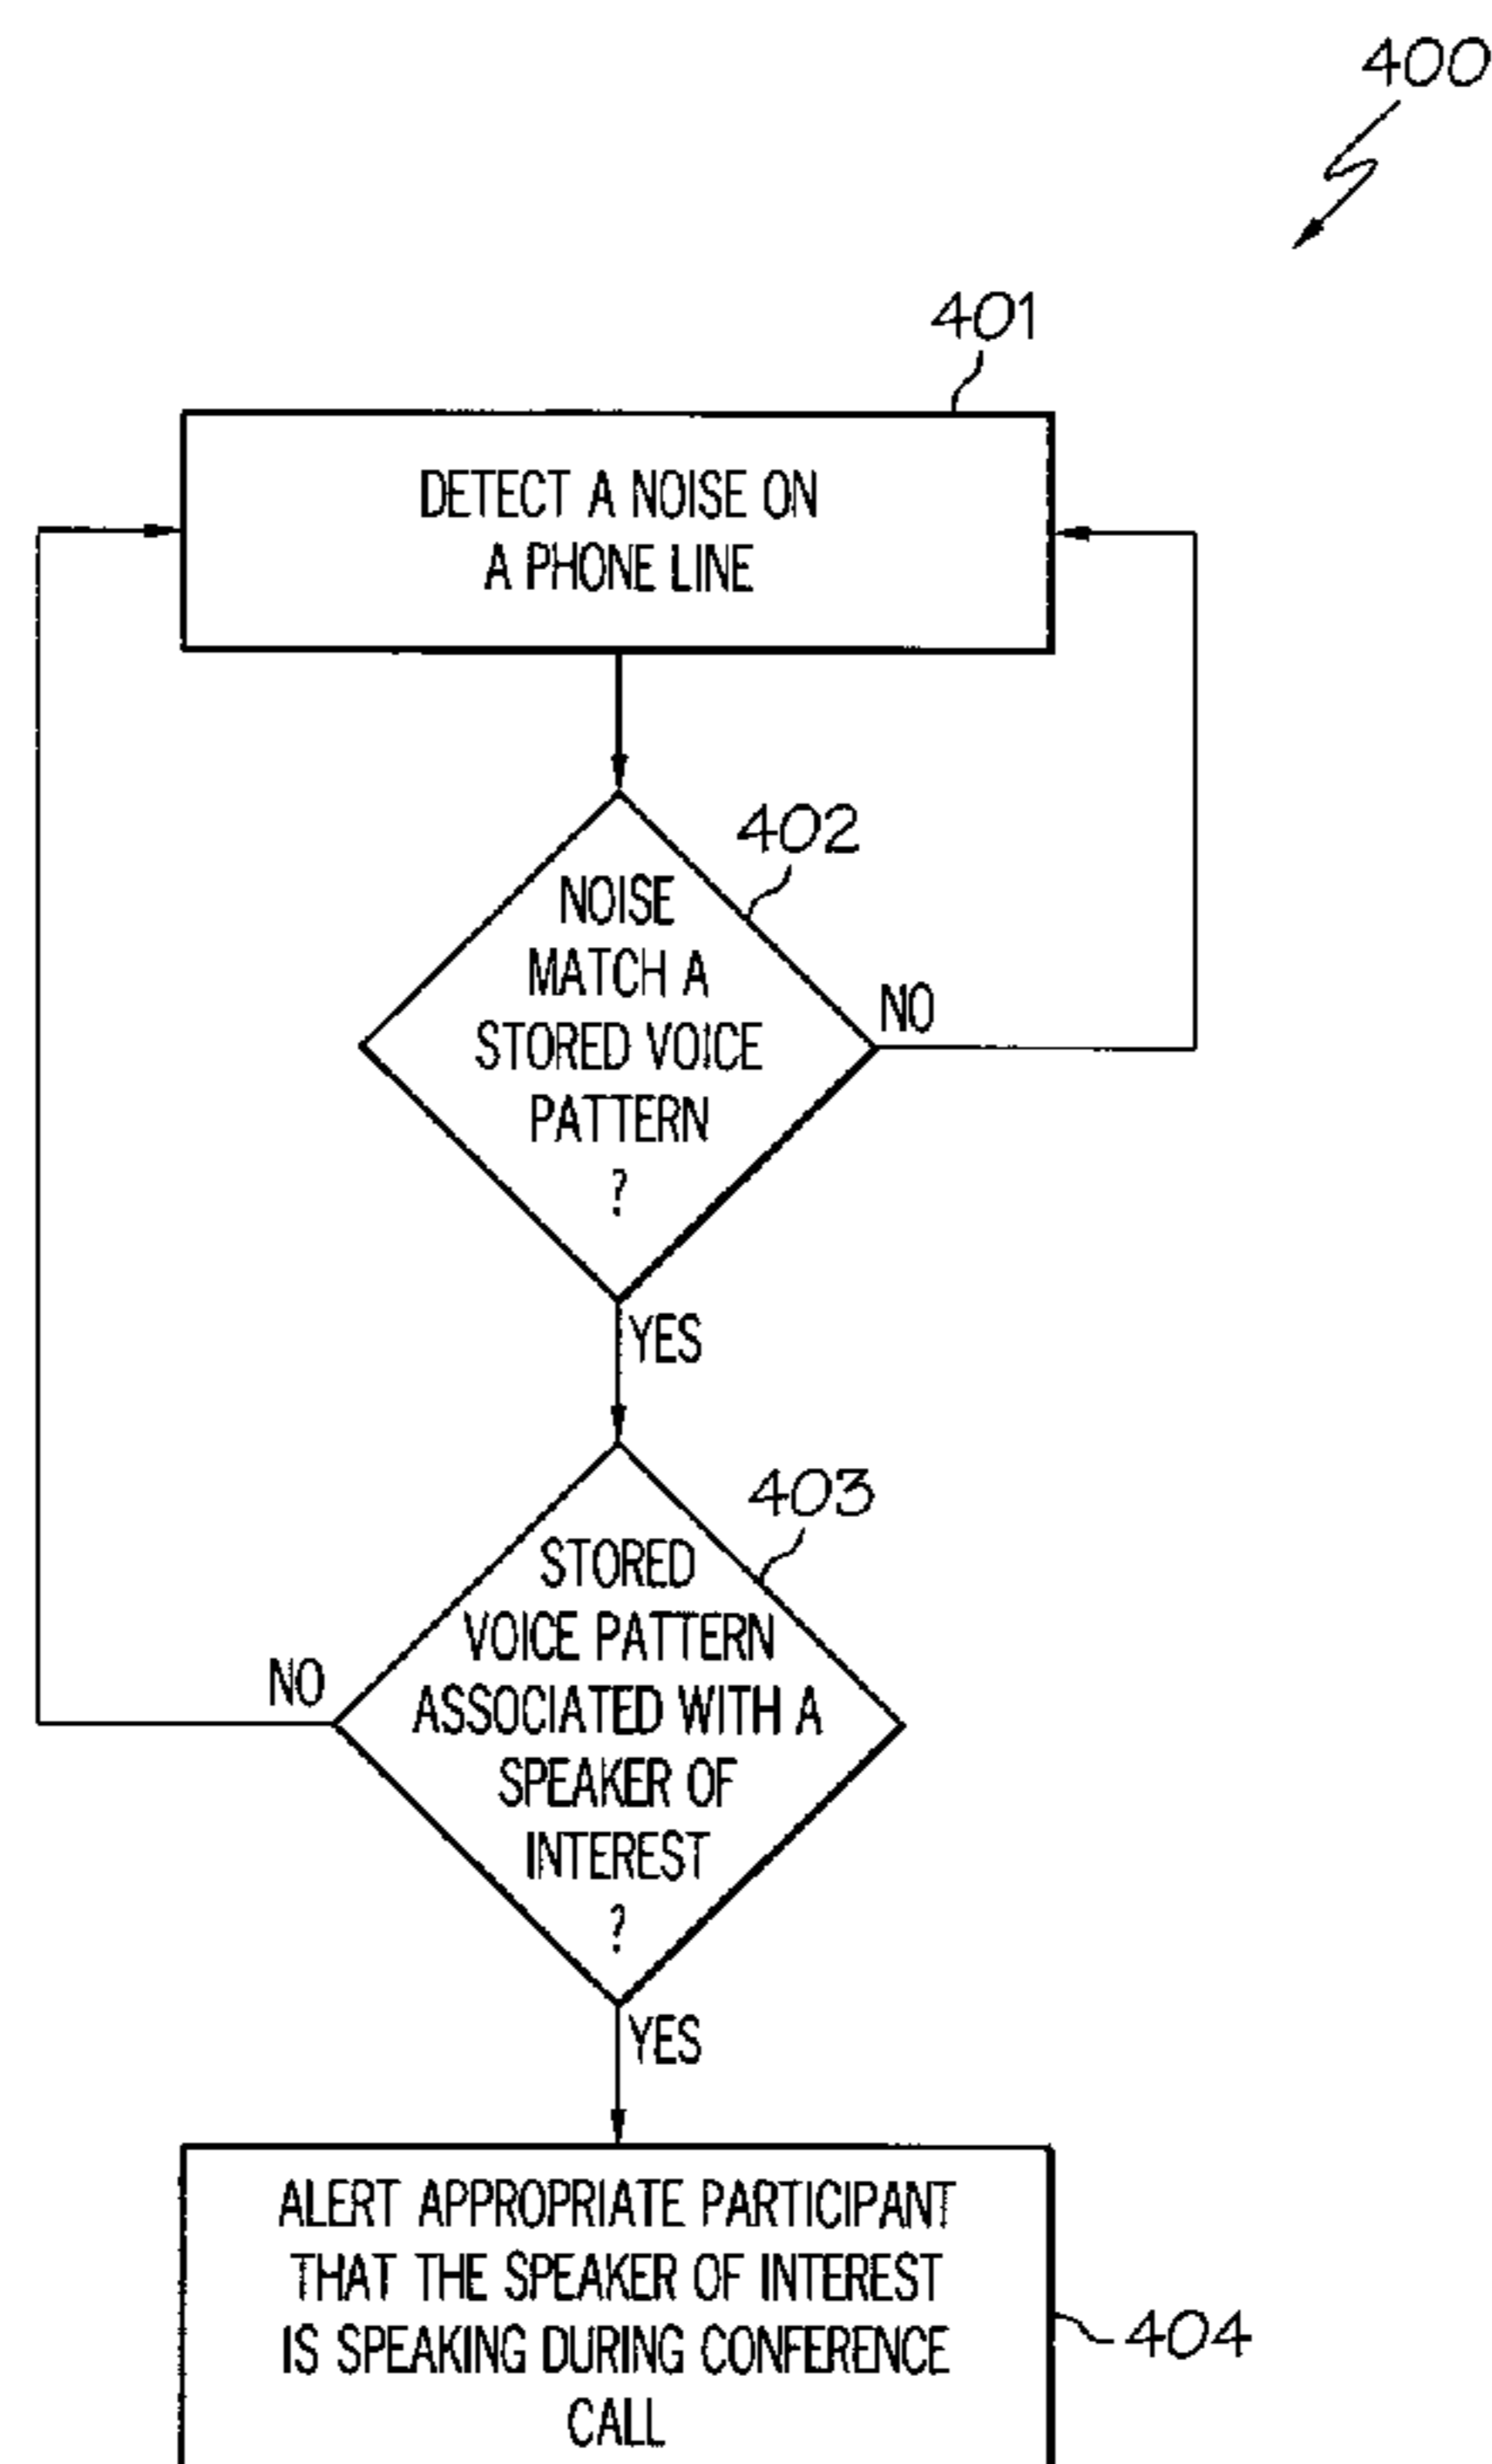 400
401
DETECT A NOISE ON
A PHONE LINE
402
NOISE
MATCH A
STORED VOICE
PATTERN
?
NO
YES
403
STORED
VOICE PATTERN
ASSOCIATED WITH A
SPEAKER OF
INTEREST
?
NO
YES
ALERT APPROPRIATE PARTICIPANT
THAT THE SPEAKER OF INTEREST
IS SPEAKING DURING CONFERENCE
CALL
404